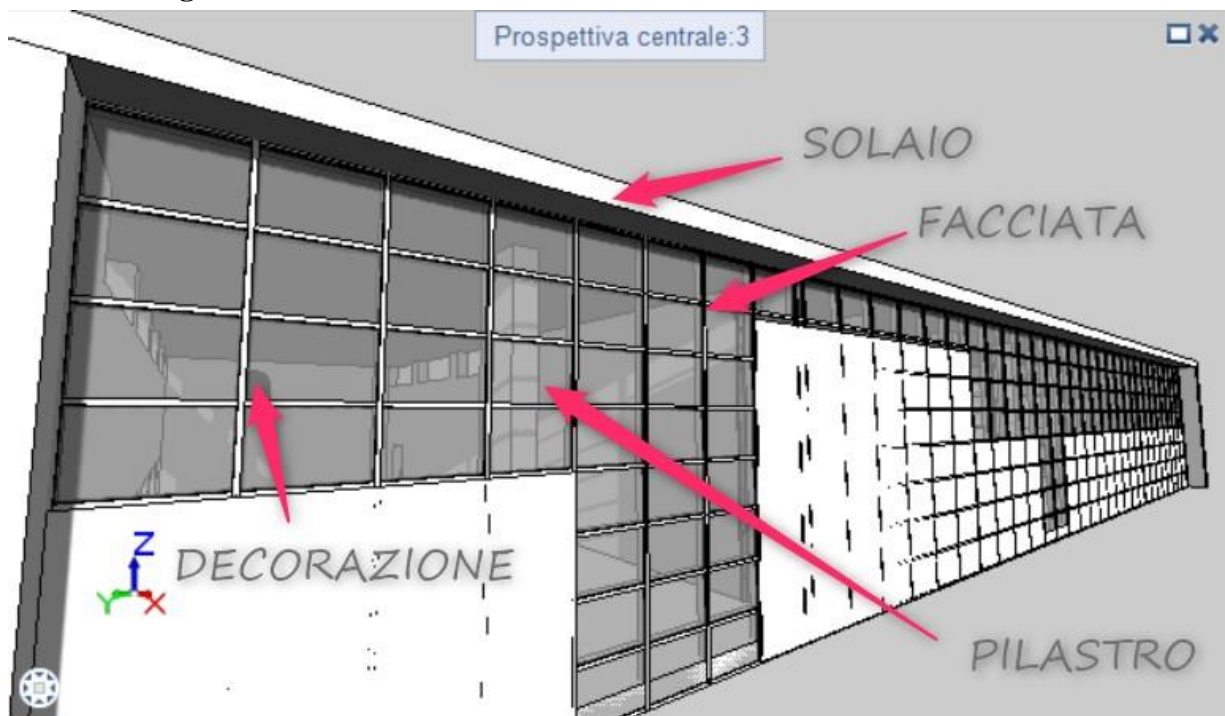 Prospettiva centrale:3
SOLAIO
FACCIATA
DECORAZIONE
PILASTRO
Z
Y X